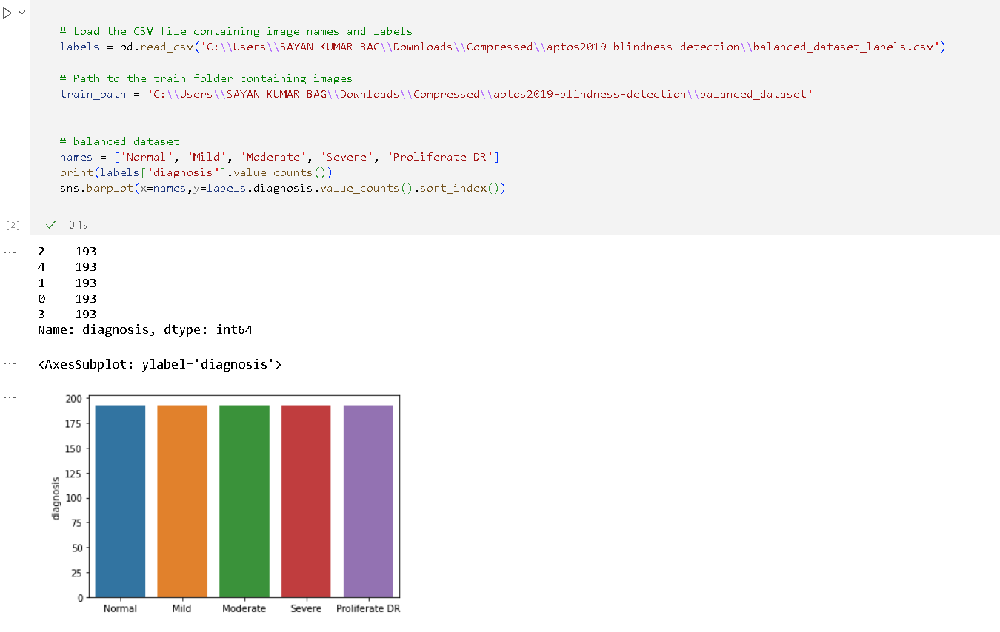 # Load the CSV file containing image names and labels
labels = pd.read_csv('C:\\Users\\SAYAN KUMAR BAG\\Downloads\\Compressed\\aptos2019-blindness-detection\\balanced_dataset_labels.csv')
# Path to the train folder containing images
train_path = 'C:\\Users\\SAYAN KUMAR BAG\\Downloads\\Compressed\\aptos2019-blindness-detection\\balanced_dataset'
# balanced dataset
names = ['Normal', 'Mild', 'Moderate', 'Severe', 'Proliferate DR']
print(labels['diagnosis'].value_counts())
sns.barplot(x=names,y=labels.diagnosis.value_counts().sort_index())
[2] 0.1s
... 2 193
4 193
1 193
0 193
3 193
Name: diagnosis, dtype: int64
... <AxesSubplot: ylabel='diagnosis'>
...
200
175
150
125
100
75
50
25
0
diagnosis
Normal Mild Moderate Severe Proliferate DR